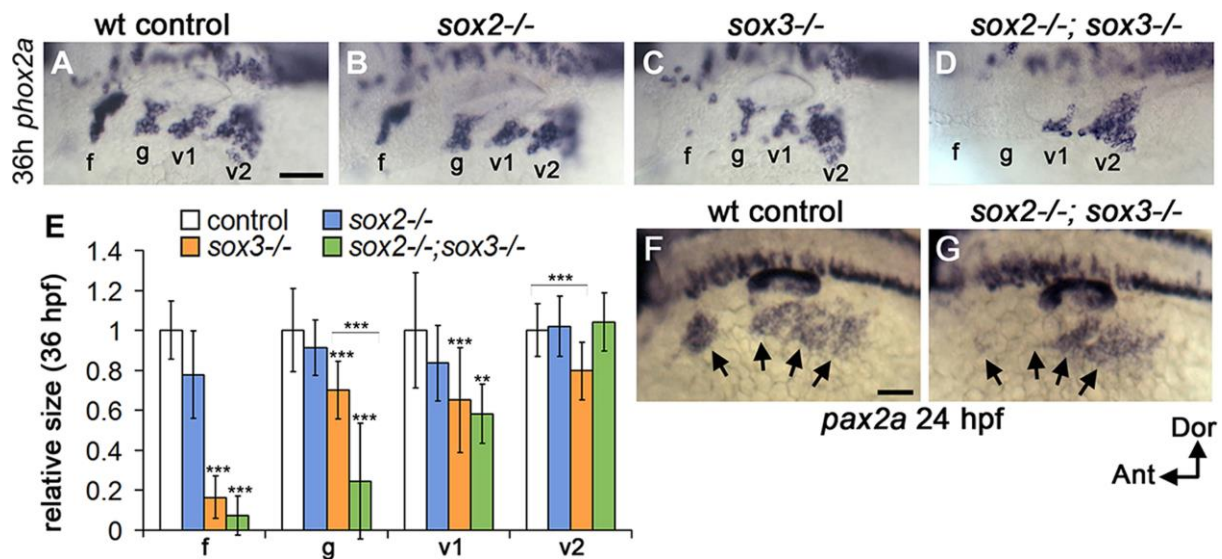 wt control
sox2-/-
sox3-/-
sox2-/-; sox3-/-
36h phox2a
A
B
C
D
f g v1 v2
f g v1 v2
f g v1 v2
f g v1 v2
E
control
sox2-/-
sox3-/-
sox2-/-;sox3-/-
relative size (36 hpf)
1.4
1.2
1
0.8
0.6
0.4
0.2
0
*** ***
*** *** ***
*** **
***
f g v1 v2
wt control
sox2-/-; sox3-/-
F
G
pax2a 24 hpf
Dor
Ant